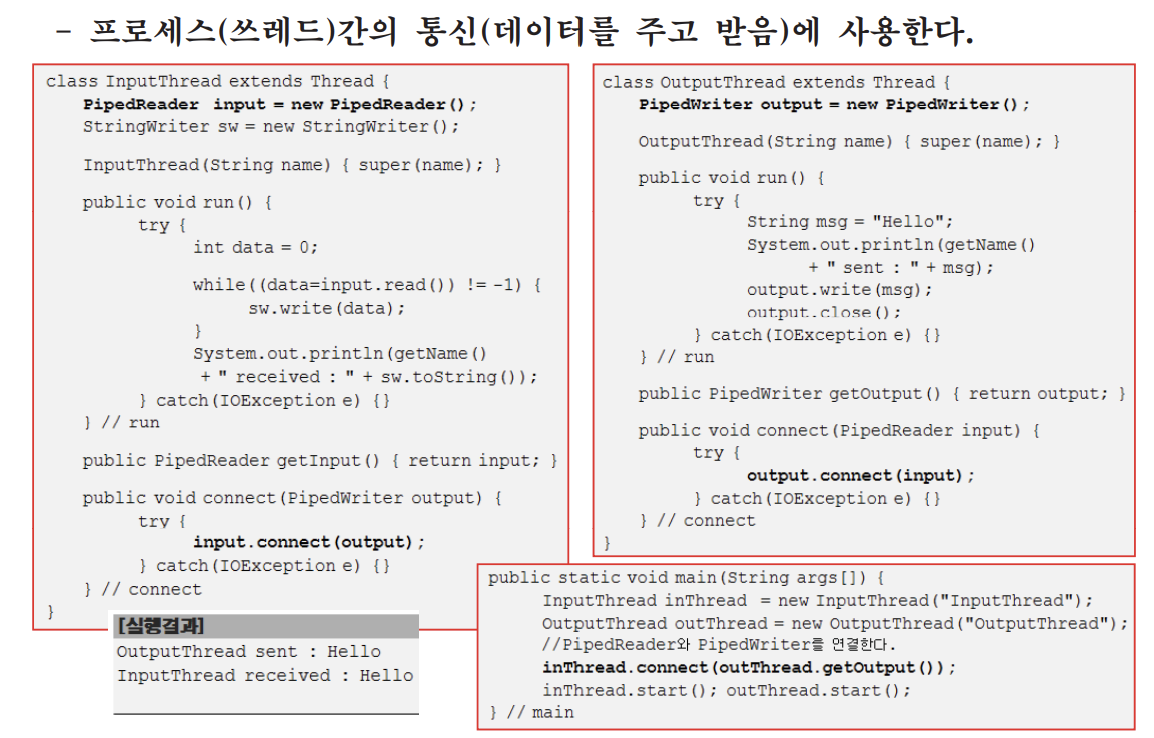 - 프로세스(쓰레드)간의 통신(데이터를 주고 받음)에 사용한다.
class InputThread extends Thread {
PipedReader input = new PipedReader();
StringWriter sw = new StringWriter();
InputThread(String name) { super(name); }
public void run() {
try {
int data = 0;
while((data=input.read()) != -1) {
sw.write(data);
}
System.out.println(getName()
+ " received : " + sw.toString());
} catch(IOException e) {}
} // run
public PipedReader getInput() { return input; }
public void connect(PipedWriter output) {
try {
input.connect(output);
} catch(IOException e) {}
} // connect
}
class OutputThread extends Thread {
PipedWriter output = new PipedWriter();
OutputThread(String name) { super(name); }
public void run() {
try {
String msg = "Hello";
System.out.println(getName()
+ " sent : " + msg);
output.write(msg);
output.close();
} catch(IOException e) {}
} // run
public PipedWriter getOutput() { return output; }
public void connect(PipedReader input) {
try {
output.connect(input);
} catch(IOException e) {}
} // connect
}
public static void main(String args[]) {
InputThread inThread = new InputThread("InputThread");
OutputThread outThread = new OutputThread("OutputThread");
//PipedReader와 PipedWriter를 연결한다.
inThread.connect(outThread.getOutput());
inThread.start(); outThread.start();
} // main
[실행결과]
OutputThread sent : Hello
InputThread received : Hello